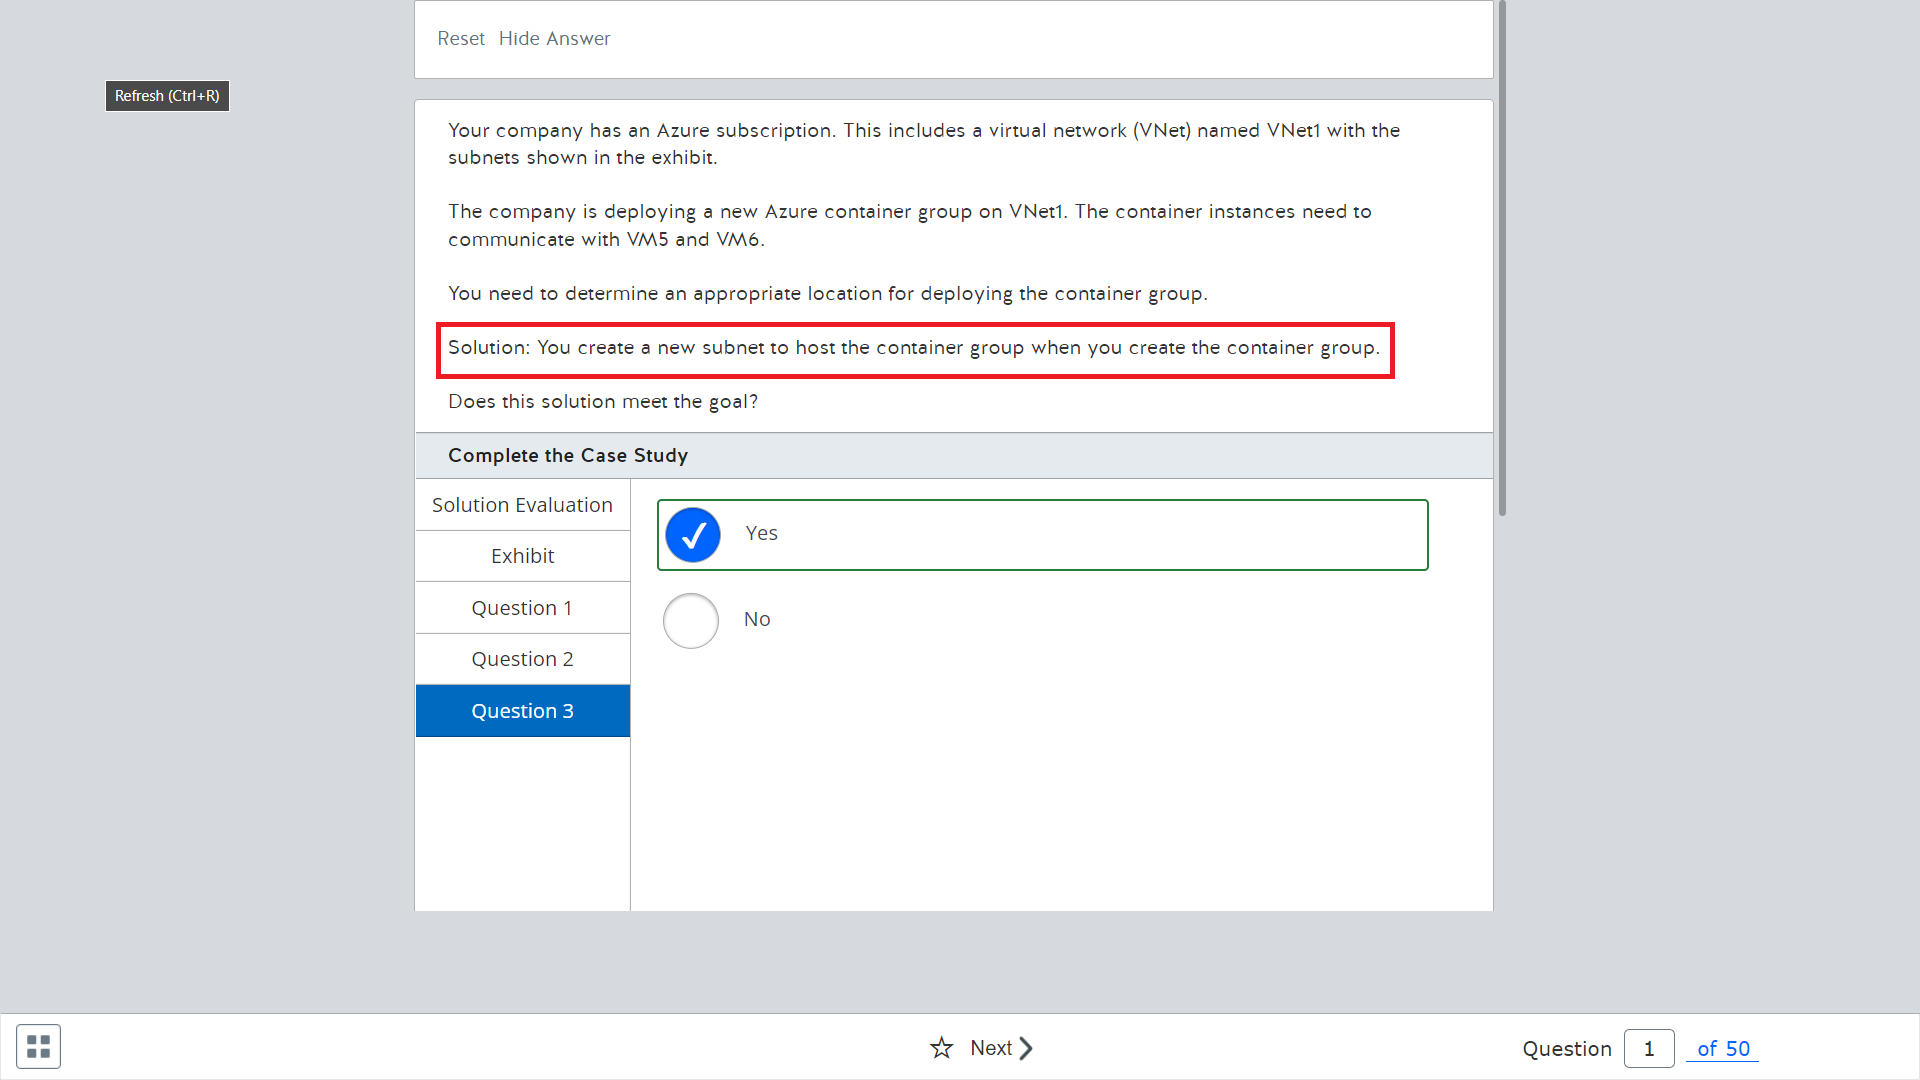 Reset Hide Answer
Refresh (Ctrl+R)
Your company has an Azure subscription. This includes a virtual network (VNet) named VNet1 with the
subnets shown in the exhibit.
The company is deploying a new Azure container group on VNet1. The container instances need to
communicate with VM5 and VM6.
You need to determine an appropriate location for deploying the container group.
Solution: You create a new subnet to host the container group when you create the container group.
Does this solution meet the goal?
Complete the Case Study
Solution Evaluation
Exhibit
Question 1
Question 2
Question 3
Yes
No
Next
Question 1 of 50